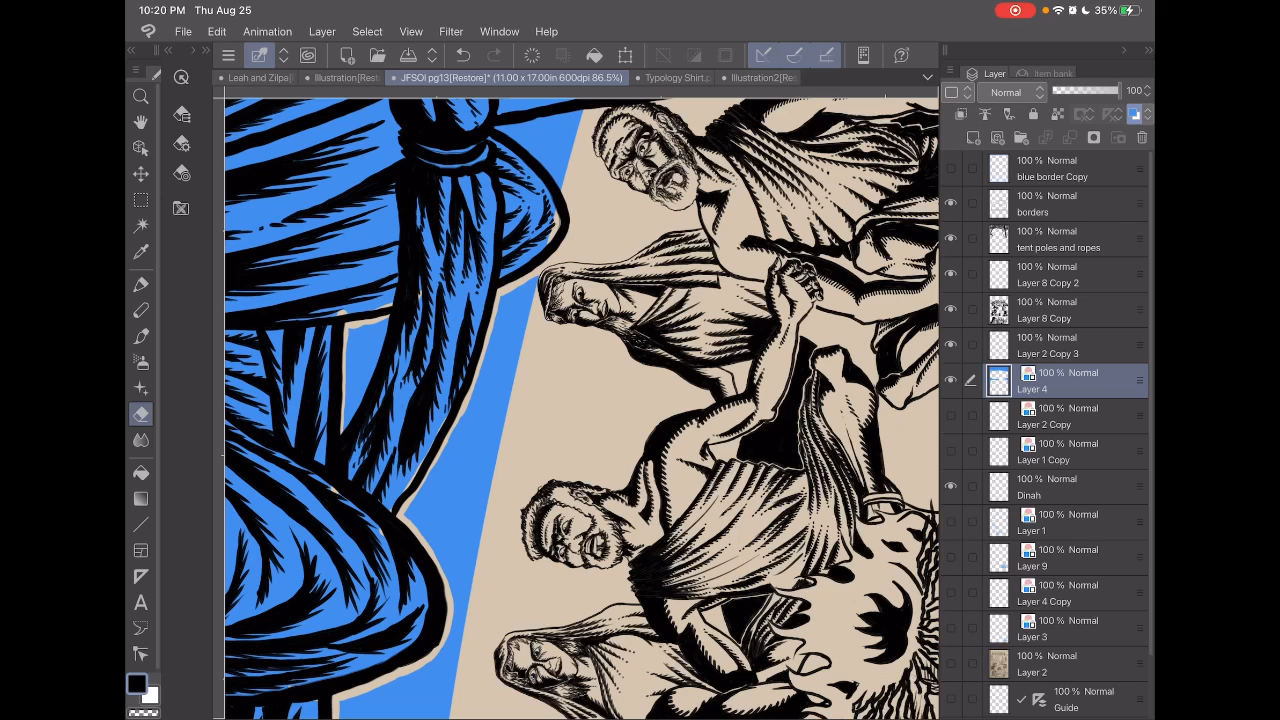 10:20 PM Thu Aug 25
35%
File Edit Animation Layer Select View Filter Window Help
Leah and Zilpa[
Illustration[Rest
JFSOI pg13[Restore]* (11.00 x 17.00in 600dpi 86.5%)
Typology Shirt.
Illustration2[Res
Layer
Item bank
Normal
100
100 % Normal
blue border Copy
100 % Normal
borders
100 % Normal
tent poles and ropes
100 % Normal
Layer 8 Copy 2
100 % Normal
Layer 8 Copy
100 % Normal
Layer 2 Copy 3
100 % Normal
Layer 4
100 % Normal
Layer 2 Copy
100 % Normal
Layer 1 Copy
100 % Normal
Dinah
100 % Normal
Layer 1
100 % Normal
Layer 9
100 % Normal
Layer 4 Copy
100 % Normal
Layer 3
100 % Normal
Layer 2
100 % Normal
Guide